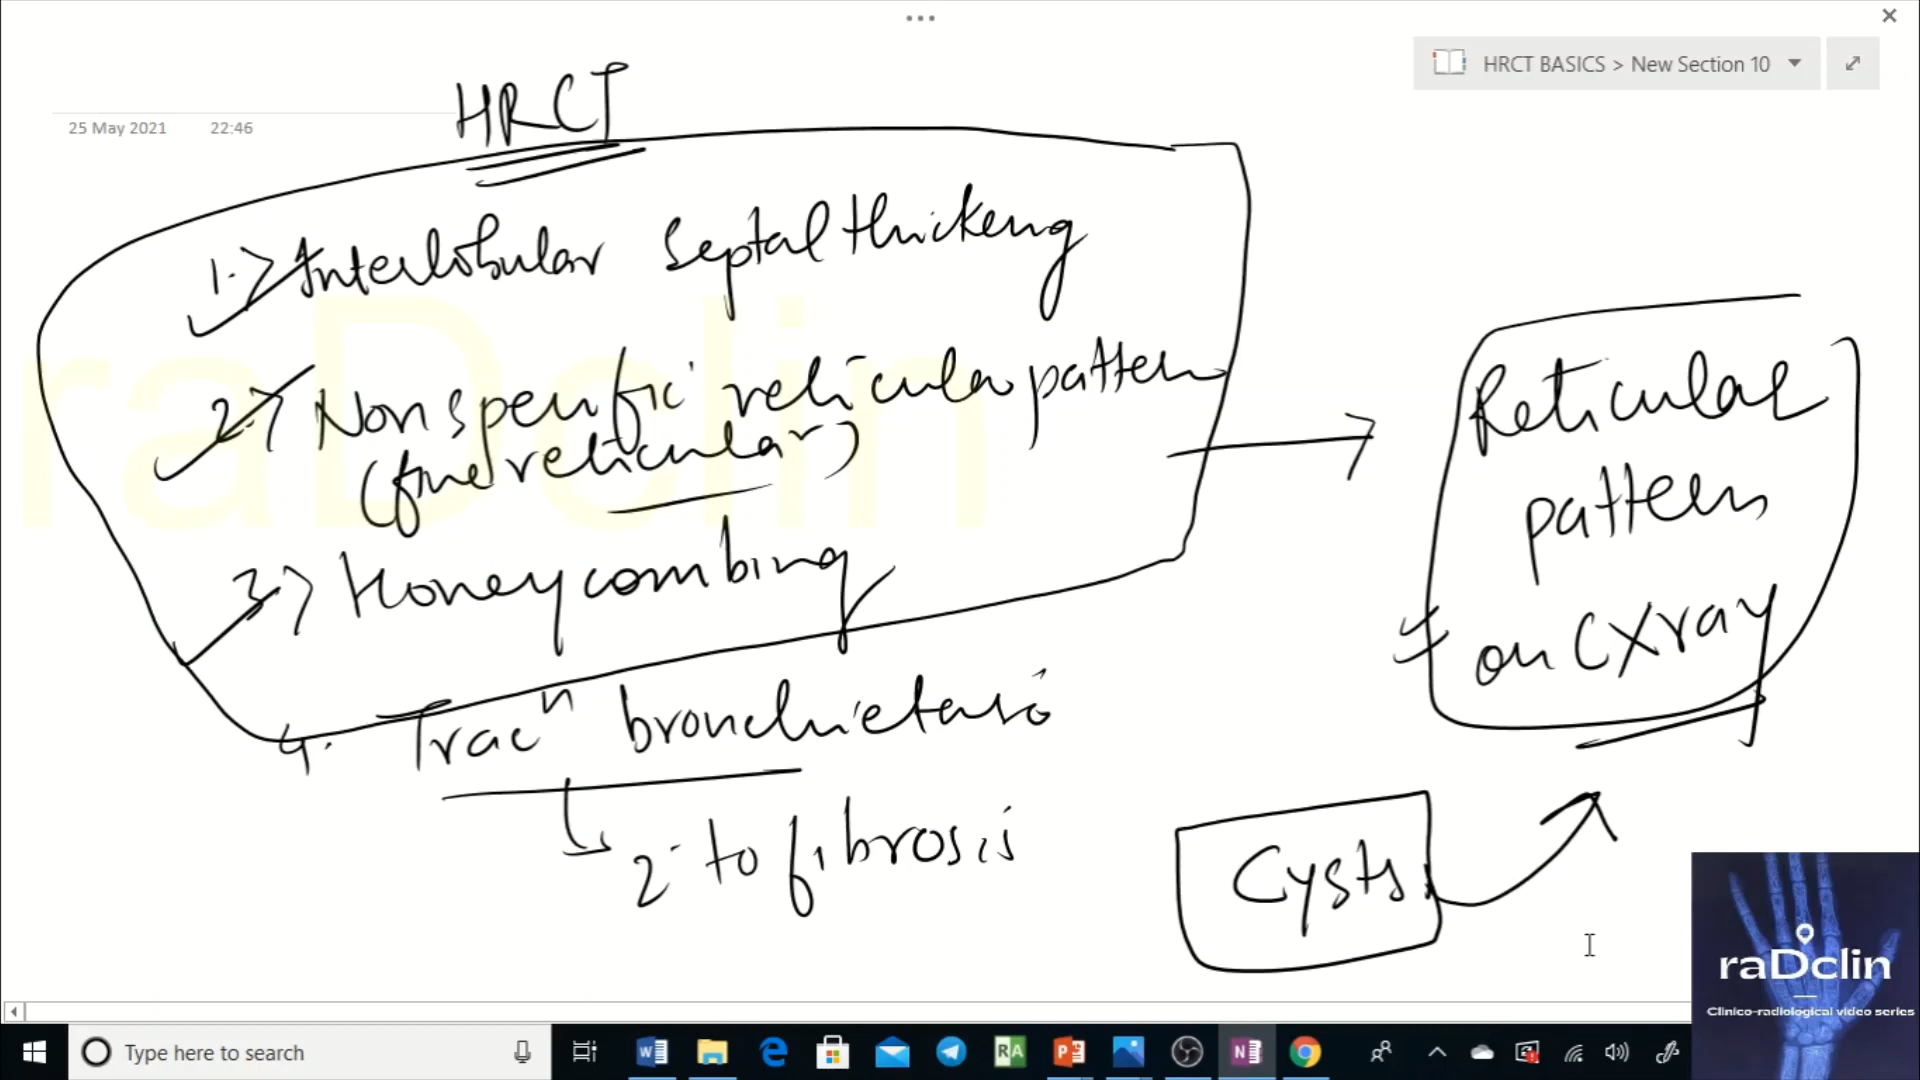 HRCT BASICS > New Section 10
HRCT
25 May 2021 22:46
1.> Interlobular Septal thickeng
2.> Non specific reticular pattern
(fine reticular)
3> Honeycombing
4. Tracⁿ bronchietasis
2· to fibrosis
Reticular
pattern
on CXray
Cysts
raDclin
raDclin
Clinico-radiological video series
Type here to search